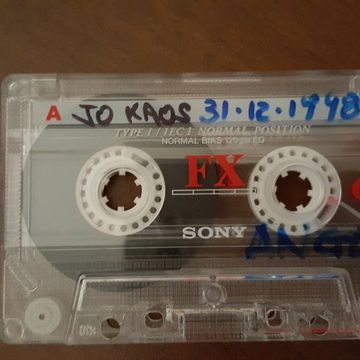 A JO KAOS 31.12.1998
TYPE I / IEC I NORMAL POSITION
NORMAL BIAS 120 µs EQ
FX
SONY